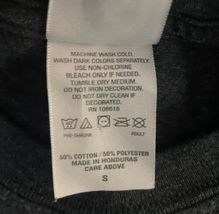 MACHINE WASH COLD.
WASH DARK COLORS SEPARATELY.
USE NON-CHLORINE
BLEACH ONLY IF NEEDED.
TUMBLE DRY MEDIUM.
DO NOT IRON DECORATION.
DO NOT DRY CLEAN IF
DECORATED.
RN 106618
PRE-SHRUNK ADULT
50% COTTON / 50% POLYESTER
MADE IN HONDURAS
CARE ABOVE
S